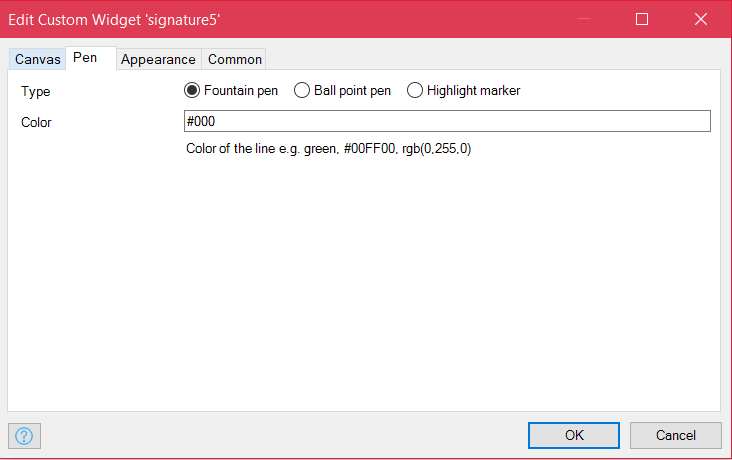 Edit Custom Widget 'signature5'
Canvas Pen Appearance Common
Type Fountain pen Ball point pen Highlight marker
Color #000
Color of the line e.g. green, #00FF00, rgb(0,255,0)
? OK Cancel